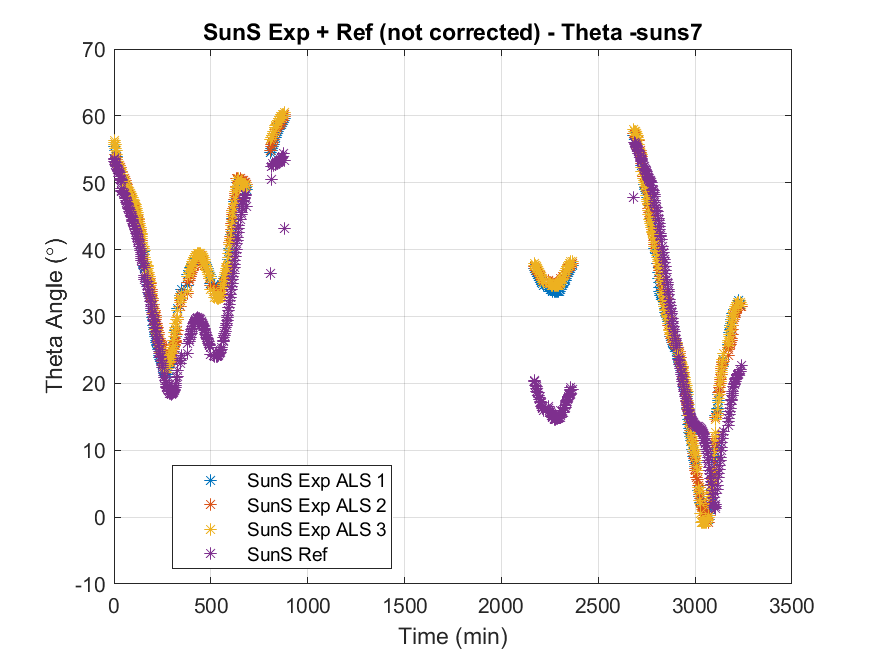 SunS Exp + Ref (not corrected) - Theta -suns7
70
60
50
40
30
20
10
0
-10
Theta Angle (°)
SunS Exp ALS 1
SunS Exp ALS 2
SunS Exp ALS 3
SunS Ref
0 500 1000 1500 2000 2500 3000 3500
Time (min)